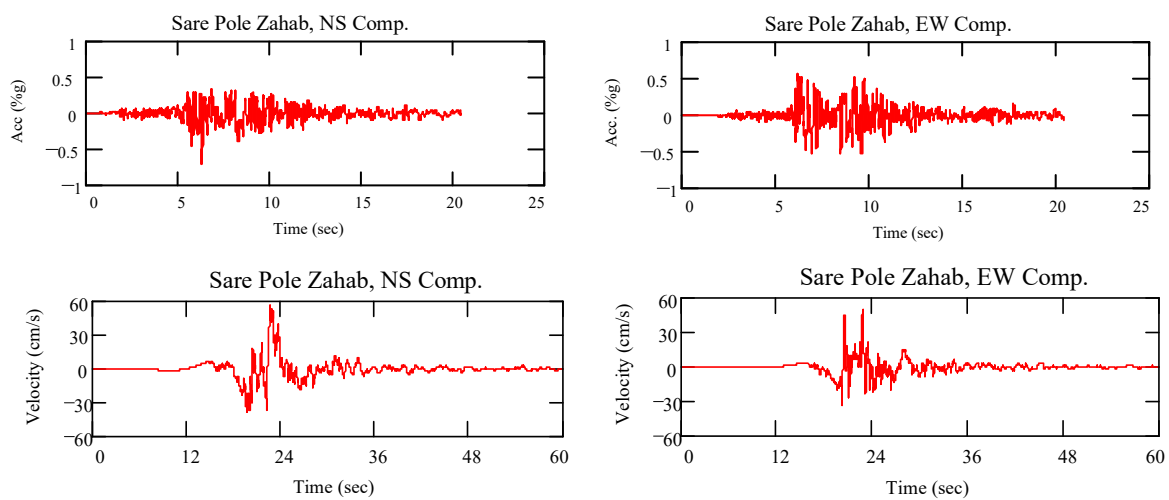 Sare Pole Zahab, NS Comp.
1
0.5
0
−0.5
−1
Acc (%g)
0 5 10 15 20 25
Time (sec)
Sare Pole Zahab, EW Comp.
1
0.5
0
−0.5
−1
Acc. (%g)
0 5 10 15 20 25
Time (sec)
Sare Pole Zahab, NS Comp.
60
30
0
−30
−60
Velocity (cm/s)
0 12 24 36 48 60
Time (sec)
Sare Pole Zahab, EW Comp.
60
30
0
−30
−60
Velocity (cm/s)
0 12 24 36 48 60
Time (sec)